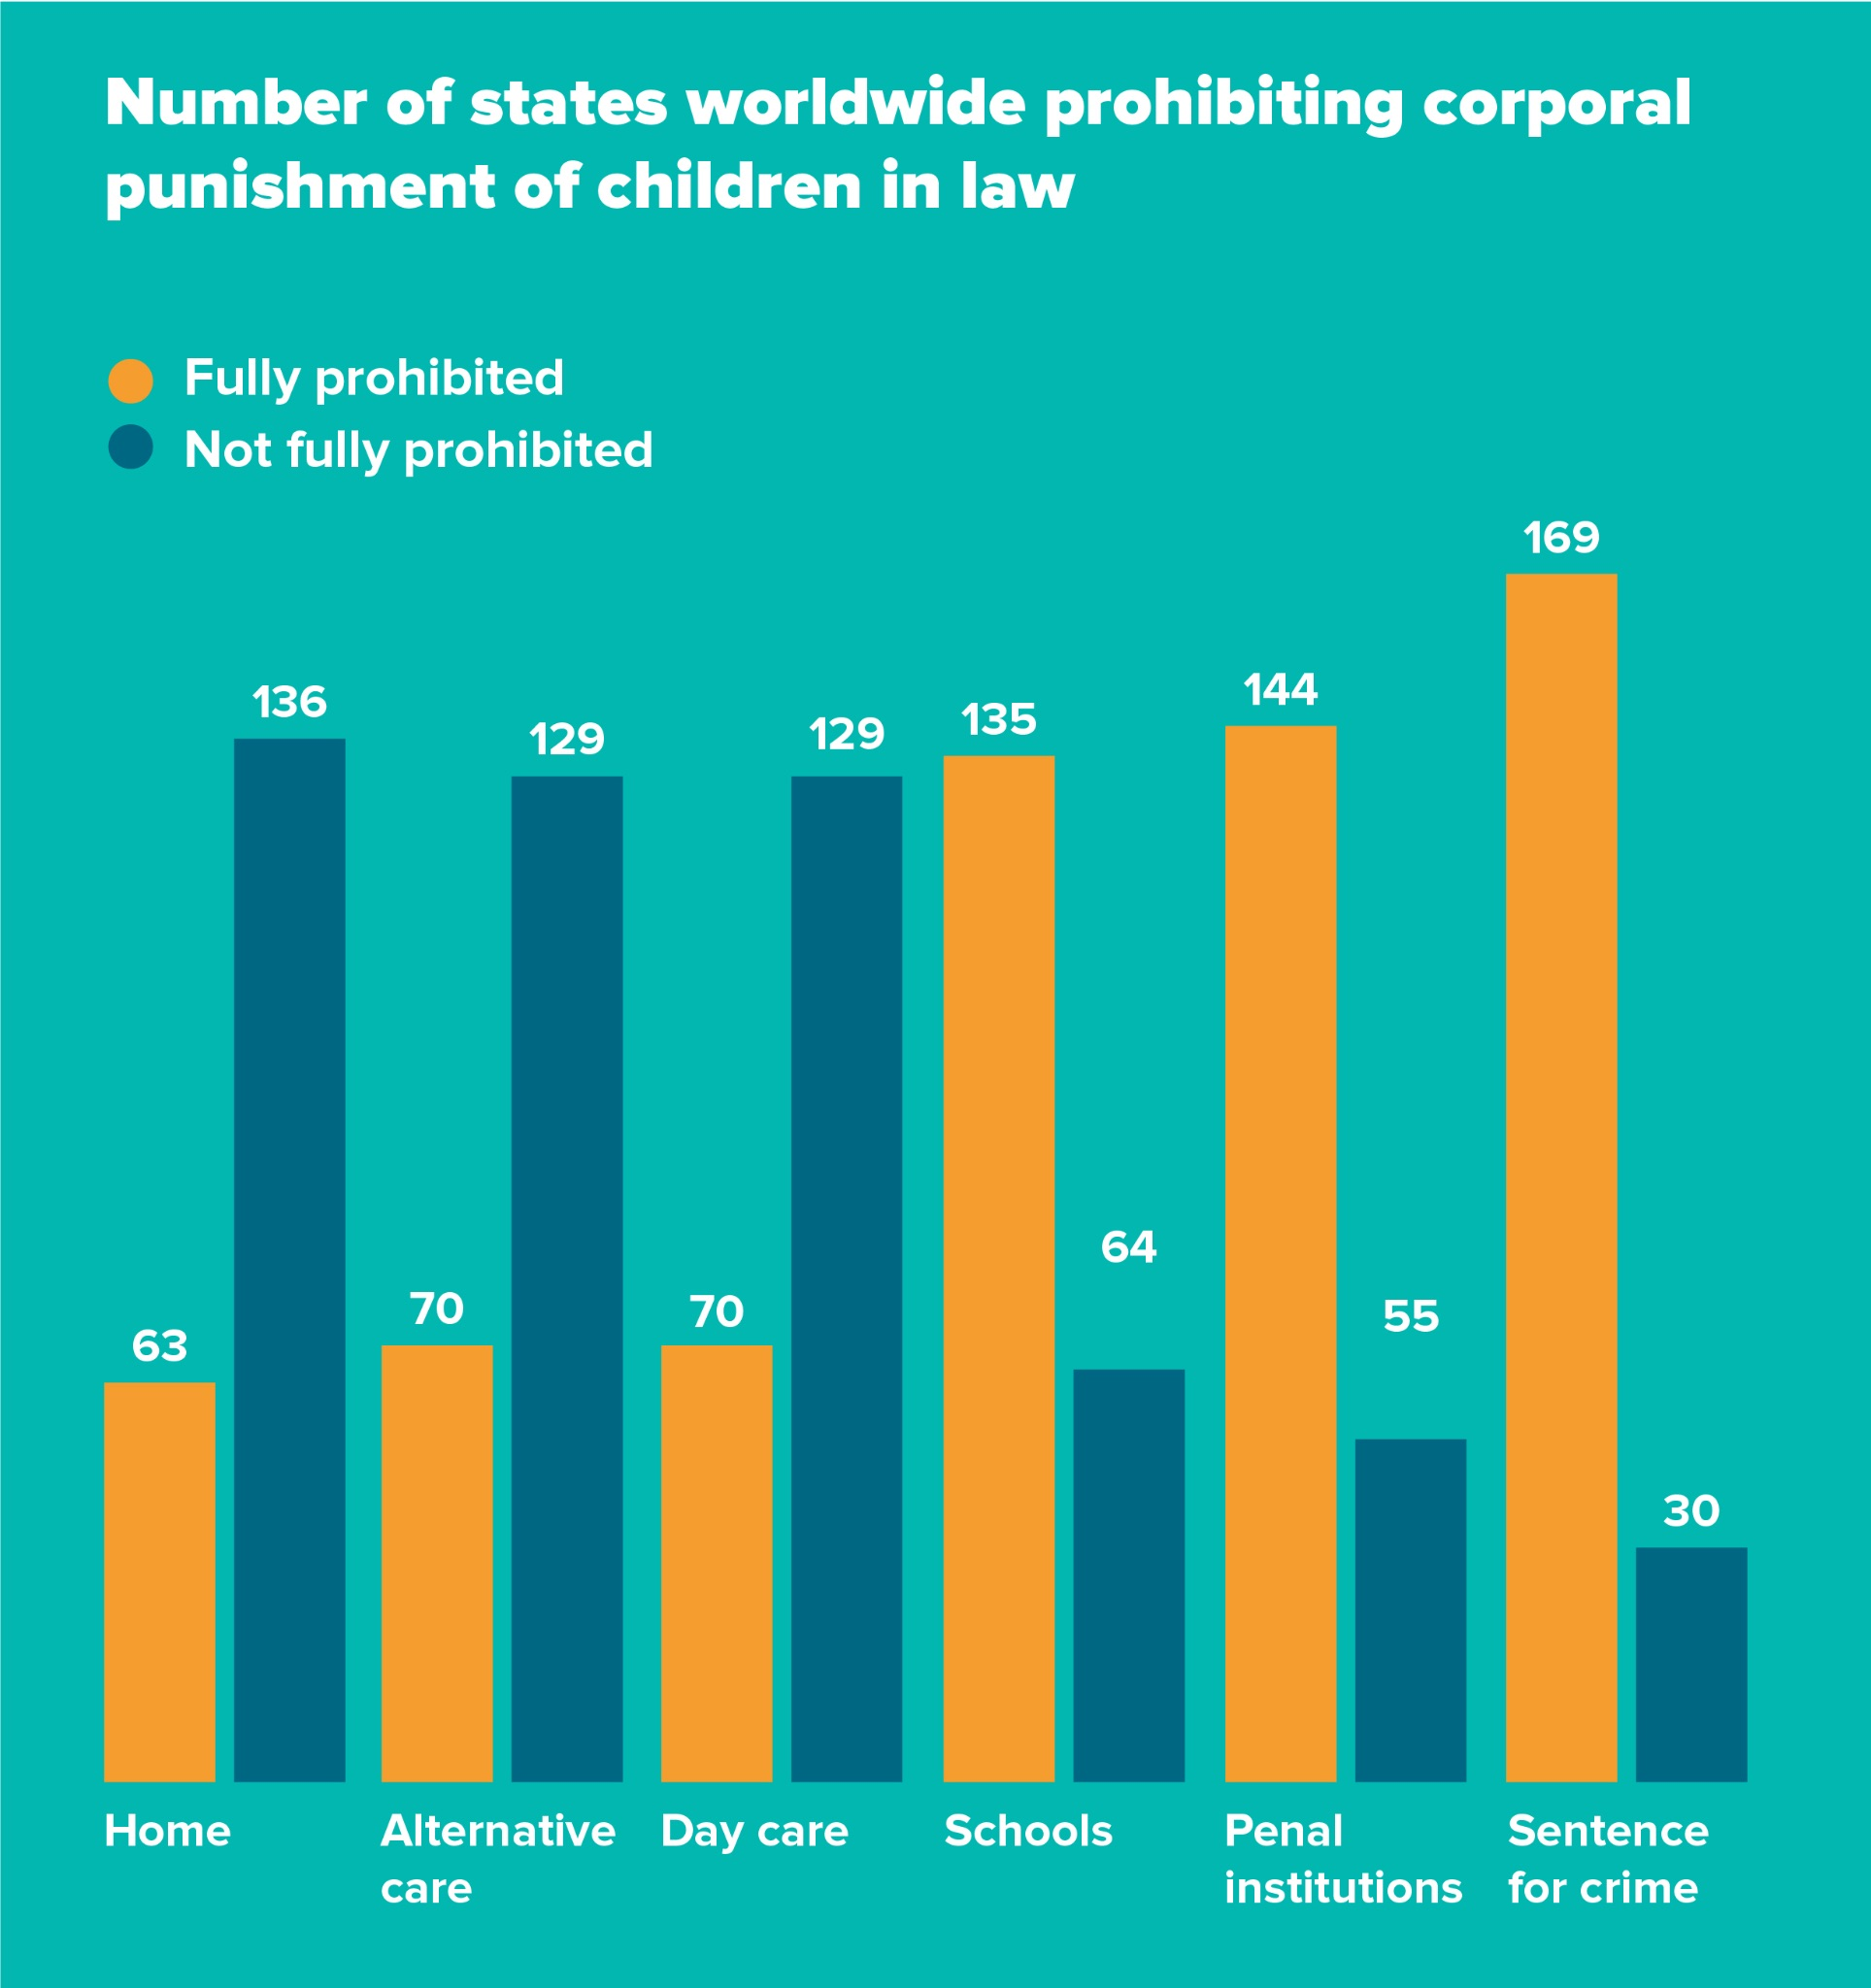 Number of states worldwide prohibiting corporal
punishment of children in law
Fully prohibited
Not fully prohibited
63
136
70
129
70
129
135
64
144
55
169
30
Home
Alternative
care
Day care
Schools
Penal
institutions
Sentence
for crime